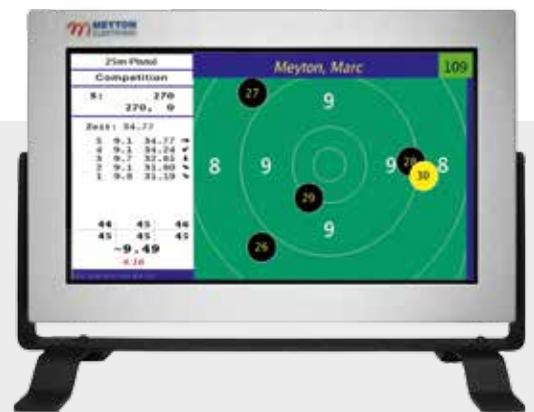 MEYTON
ELEKTRONIK
25m Pistol
Competition
S: 270
270, 0
Meyton, Marc
109
Zeit: 34.77
5 9.1 34.77
4 9.1 34.24
3 9.7 32.85
2 9.1 31.80
1 9.8 31.19
44 45 46
45 45 45
~9.49
27
9
8 9 9 28 8
30
29
9
26